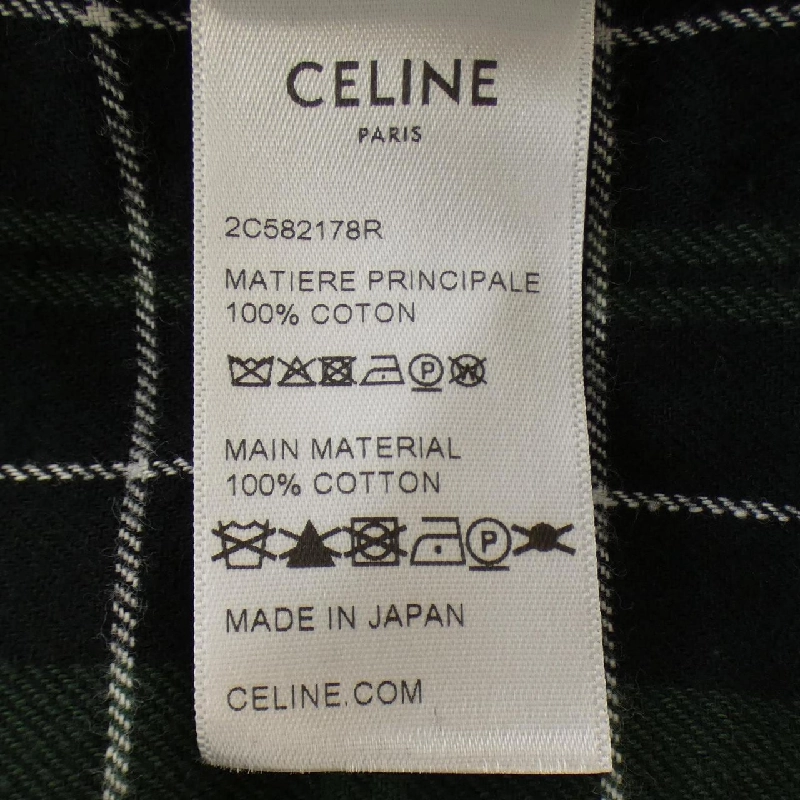 CELINE
PARIS
2C582178R
MATIERE PRINCIPALE
100% COTON
P W
MAIN MATERIAL
100% COTTON
P
MADE IN JAPAN
CELINE.COM